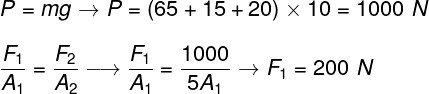 P = mg → P = (65 + 15 + 20) × 10 = 1000 N
F₁/A₁ = F₂/A₂ ⟶ F₁/A₁ = 1000/5A₁ → F₁ = 200 N